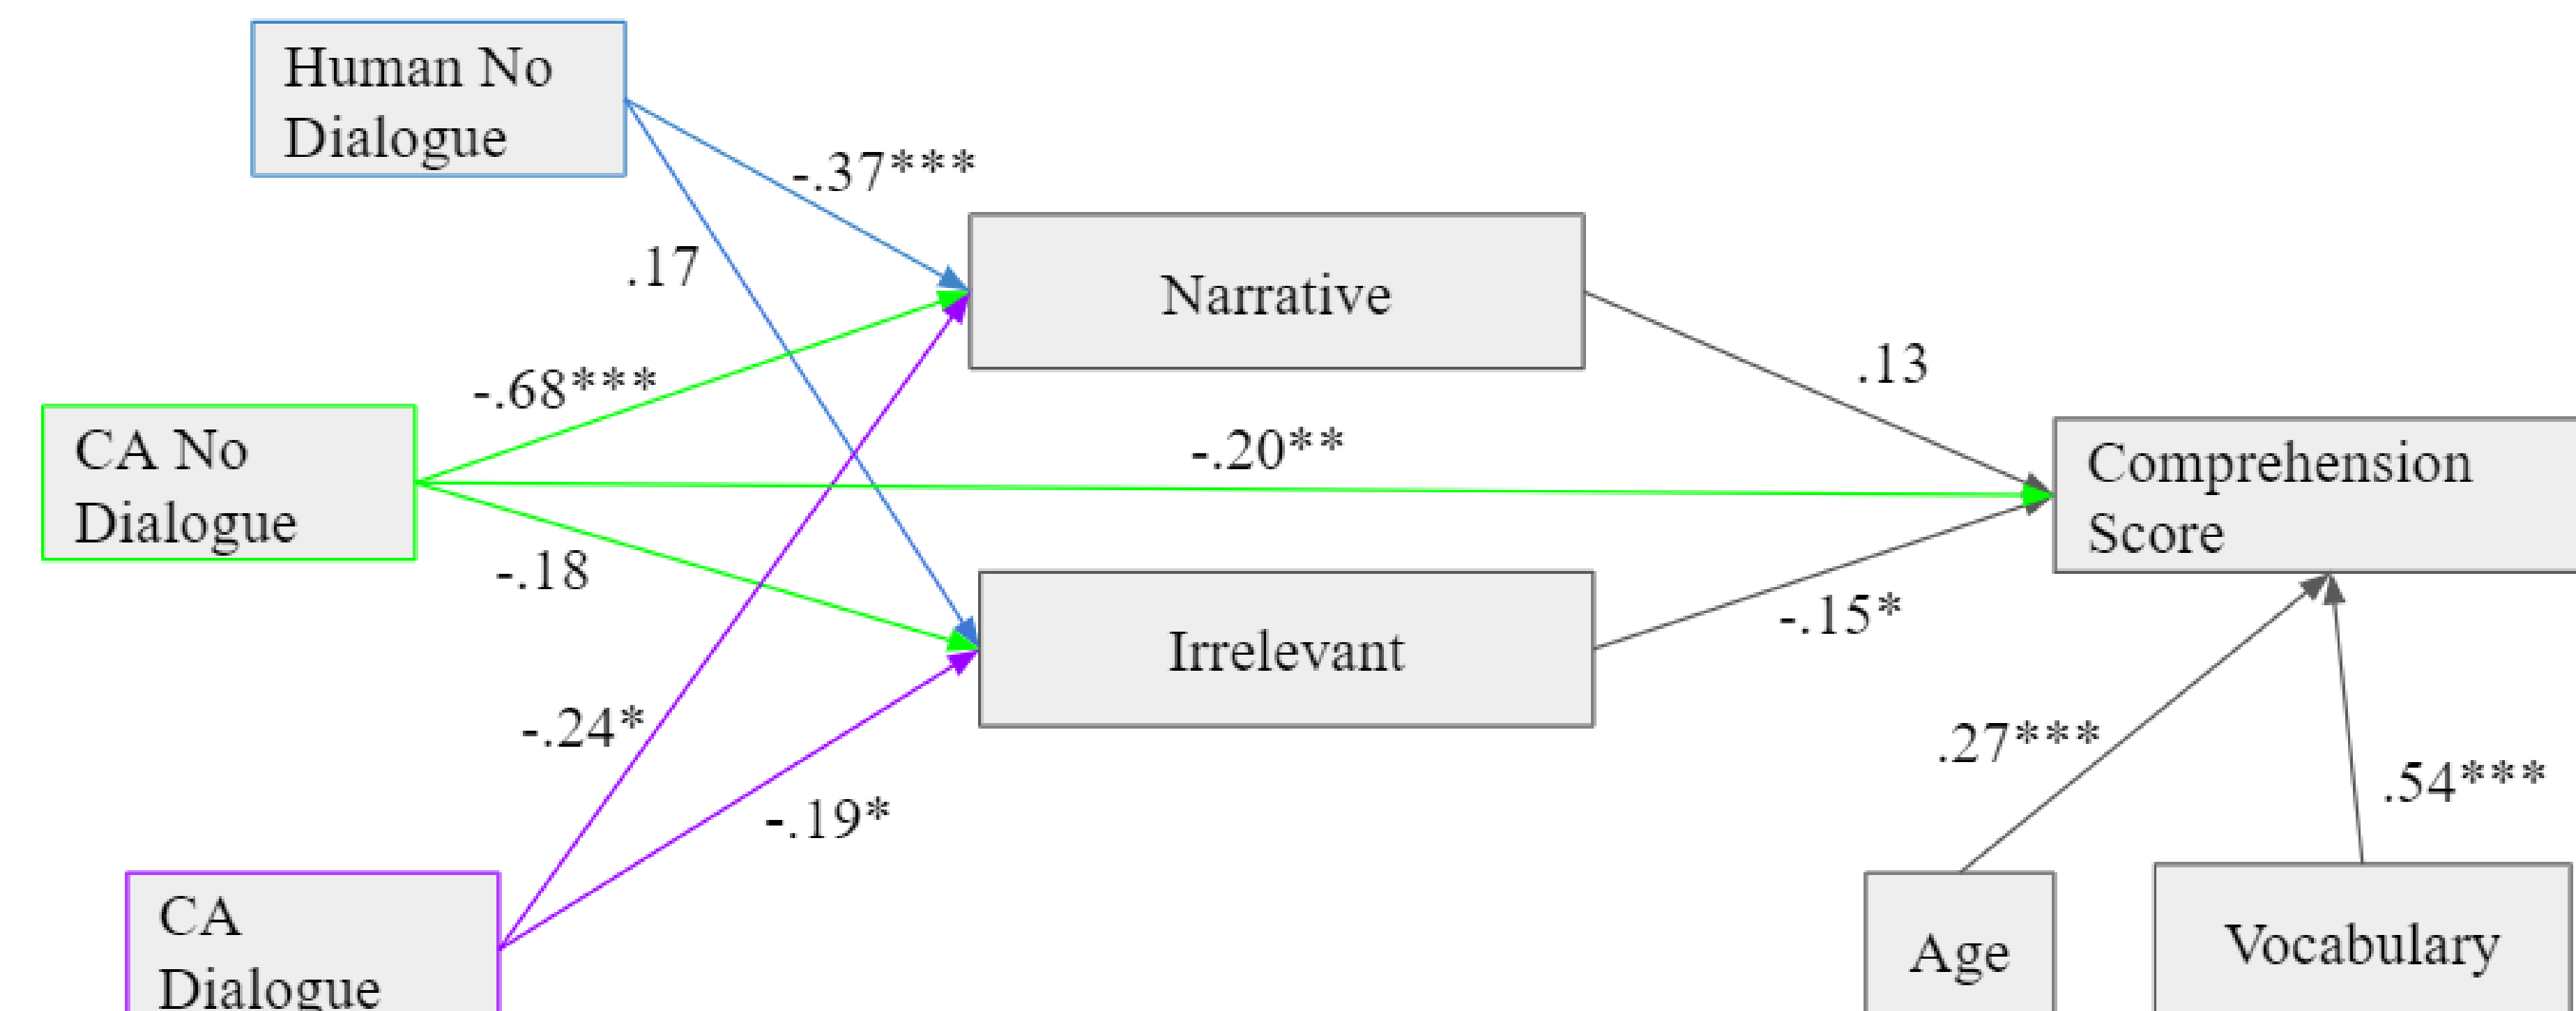 Human No
Dialogue
-.37***
.17
Narrative
-.68***
.13
CA No
Dialogue
-.20**
Comprehension
Score
-.18
Irrelevant
-.15*
-.24*
-.19*
.27***
.54***
CA
Dialogue
Age
Vocabulary